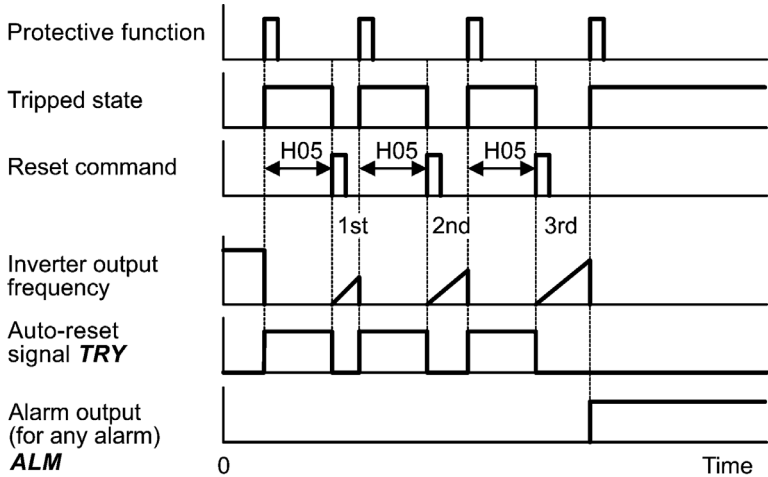 Protective function
Tripped state
Reset command
H05 H05 H05
1st 2nd 3rd
Inverter output
frequency
Auto-reset
signal TRY
Alarm output
(for any alarm)
ALM
0 Time